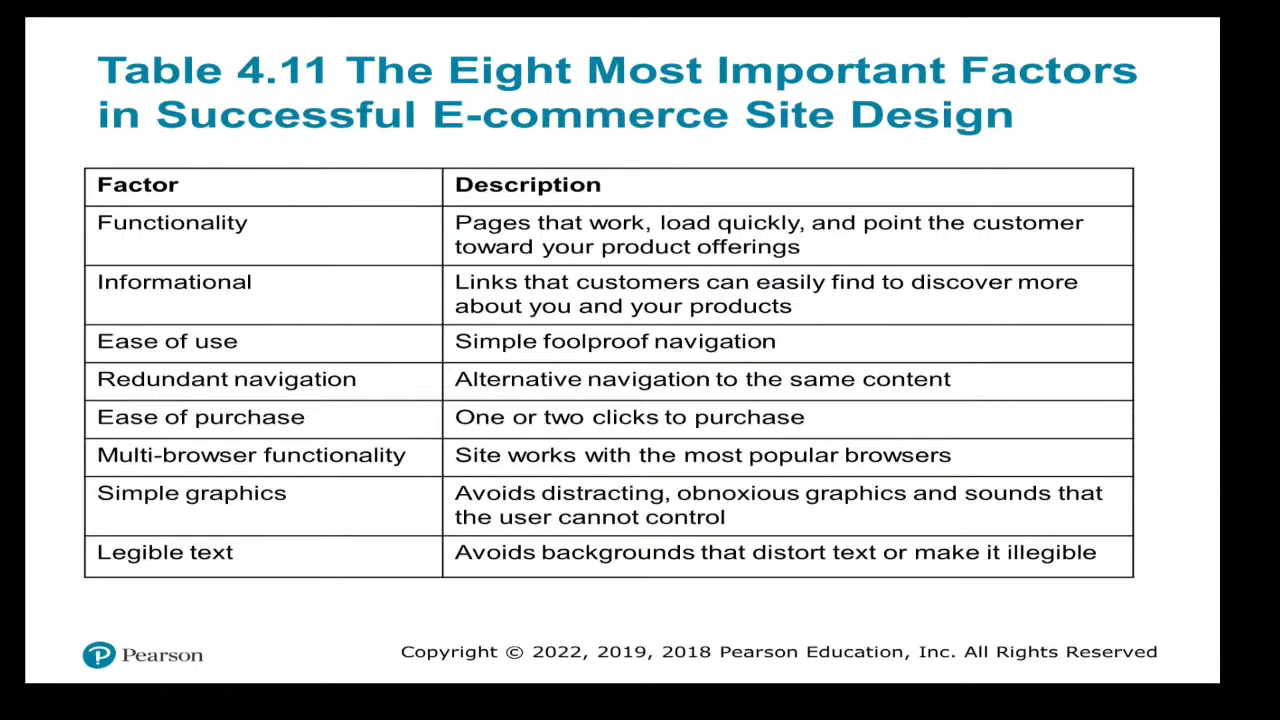 Table 4.11 The Eight Most Important Factors
in Successful E-commerce Site Design
Factor
Description
Functionality
Pages that work, load quickly, and point the customer
toward your product offerings
Informational
Links that customers can easily find to discover more
about you and your products
Ease of use
Simple foolproof navigation
Redundant navigation
Alternative navigation to the same content
Ease of purchase
One or two clicks to purchase
Multi-browser functionality
Site works with the most popular browsers
Simple graphics
Avoids distracting, obnoxious graphics and sounds that
the user cannot control
Legible text
Avoids backgrounds that distort text or make it illegible
P Pearson
Copyright © 2022, 2019, 2018 Pearson Education, Inc. All Rights Reserved